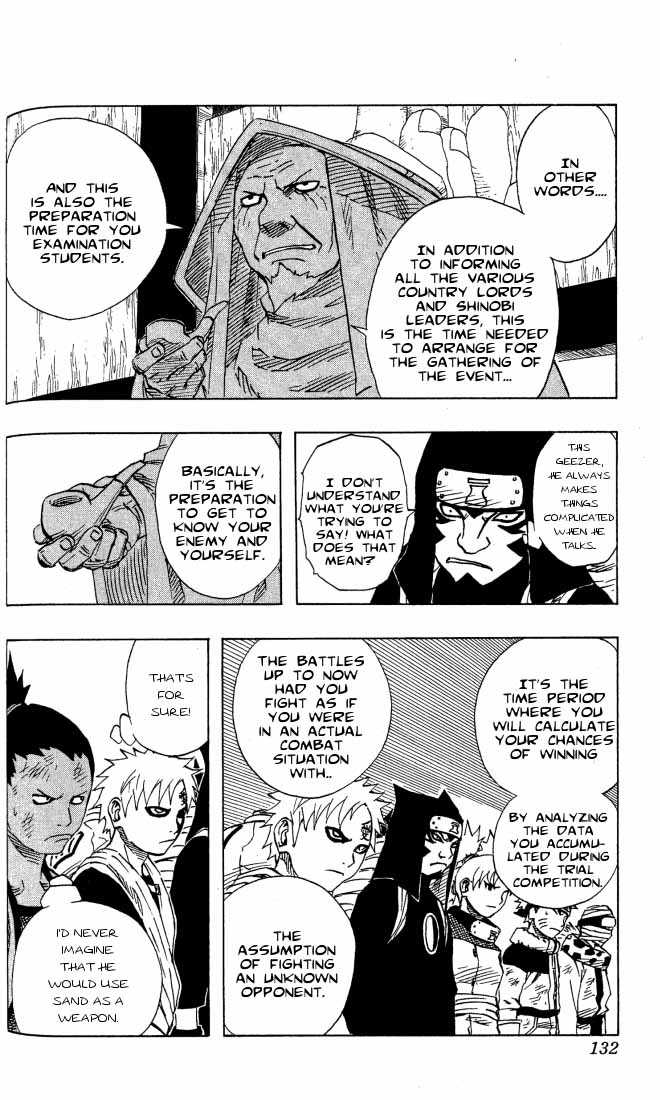 IN
OTHER
WORDS....
IN ADDITION
TO INFORMING
ALL THE VARIOUS
COUNTRY LORDS
AND SHINOBI
LEADERS, THIS
IS THE TIME NEEDED
TO ARRANGE FOR
THE GATHERING OF
THE EVENT...
AND THIS
IS ALSO THE
PREPARATION
TIME FOR YOU
EXAMINATION
STUDENTS.
THIS
GEEZER,
HE ALWAYS
MAKES
THINGS
COMPLICATED
WHEN HE
TALKS.
I DON'T
UNDERSTAND
WHAT YOU'RE
TRYING TO
SAY! WHAT
DOES THAT
MEAN?
BASICALLY,
IT'S THE
PREPARATION
TO GET TO
KNOW YOUR
ENEMY AND
YOURSELF.
IT'S THE
TIME PERIOD
WHERE YOU
WILL CALCULATE
YOUR CHANCES
OF WINNING
BY ANALYZING
THE DATA
YOU ACCUMU-
LATED DURING
THE TRIAL
COMPETITION.
THE BATTLES
UP TO NOW
HAD YOU
FIGHT AS IF
YOU WERE
IN AN ACTUAL
COMBAT
SITUATION
WITH..
THE
ASSUMPTION
OF FIGHTING
AN UNKNOWN
OPPONENT.
THAT'S
FOR
SURE!
I'D NEVER
IMAGINE
THAT HE
WOULD USE
SAND AS A
WEAPON.
132